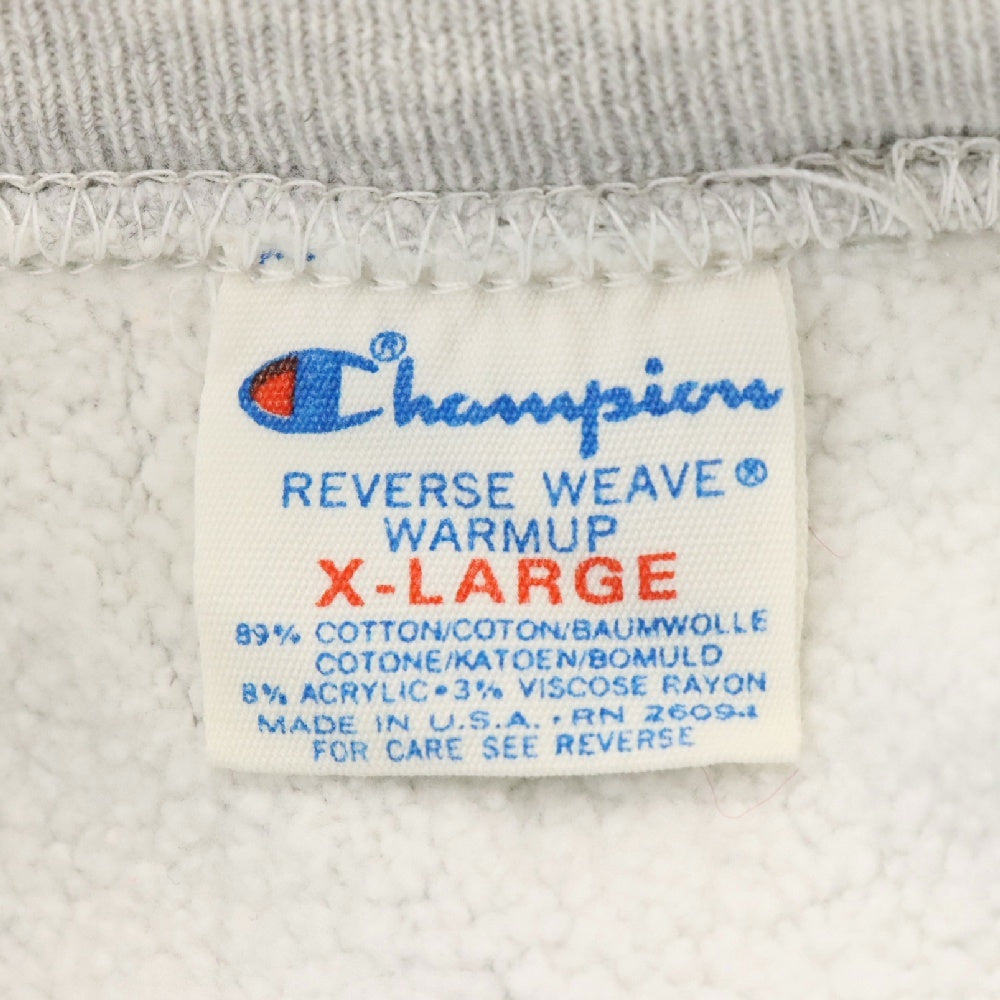 Champion®
REVERSE WEAVE®
WARMUP
X-LARGE
89% COTTON/COTON/BAUMWOLLE
COTONE/KATOEN/BOMULD
8% ACRYLIC•3% VISCOSE RAYON
MADE IN U.S.A. • RN 26094
FOR CARE SEE REVERSE